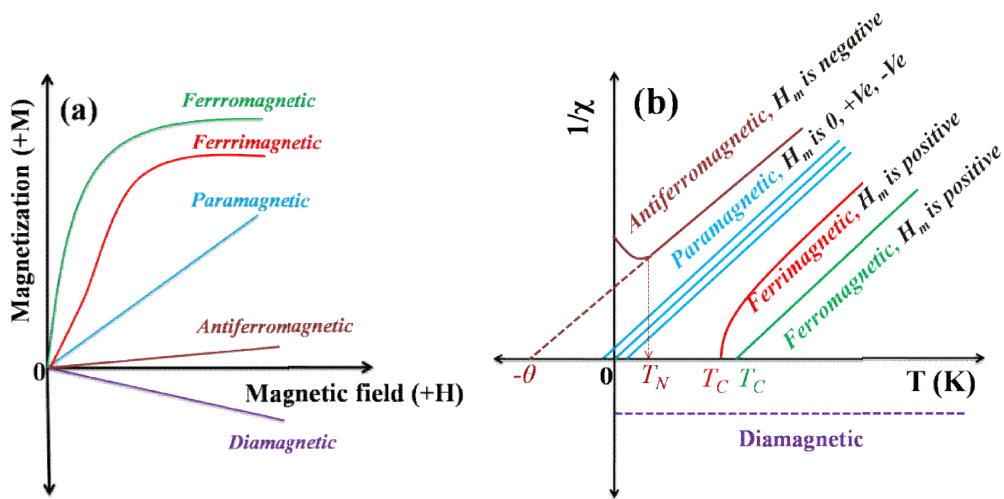 (a)
Magnetization (+M)
Ferrromagnetic
Ferrrimagnetic
Paramagnetic
Antiferromagnetic
0
Magnetic field (+H)
Diamagnetic
(b)
1/χ
Antiferromagnetic, Hm is negative
Paramagnetic, Hm is 0, +Ve, -Ve
Ferrimagnetic, Hm is positive
Ferromagnetic, Hm is positive
-θ
0
TN
TC
TC
T (K)
Diamagnetic